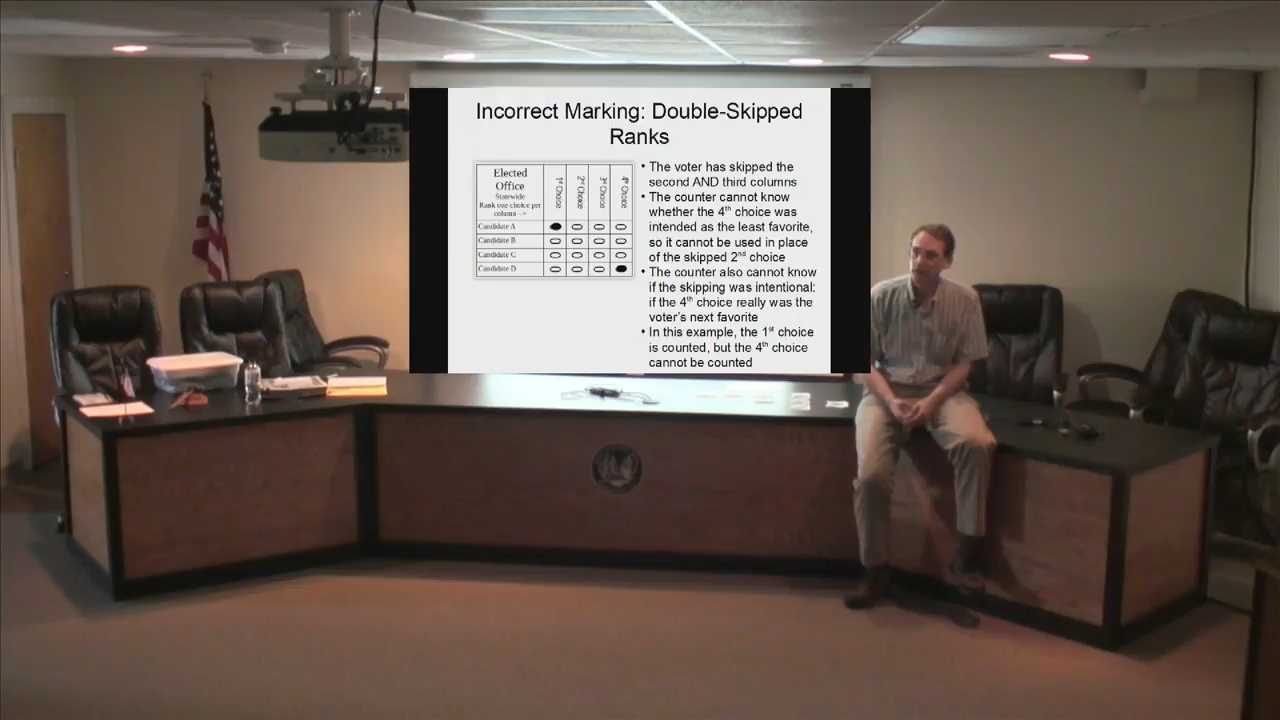 Incorrect Marking: Double-Skipped
Ranks
Elected
Office
Statewide
Rank one choice per
column -->
1st Choice
2nd Choice
3rd Choice
4th Choice
Candidate A
Candidate B
Candidate C
Candidate D
• The voter has skipped the
second AND third columns
• The counter cannot know
whether the 4th choice was
intended as the least favorite,
so it cannot be used in place
of the skipped 2nd choice
• The counter also cannot know
if the skipping was intentional:
if the 4th choice really was the
voter's next favorite
• In this example, the 1st choice
is counted, but the 4th choice
cannot be counted